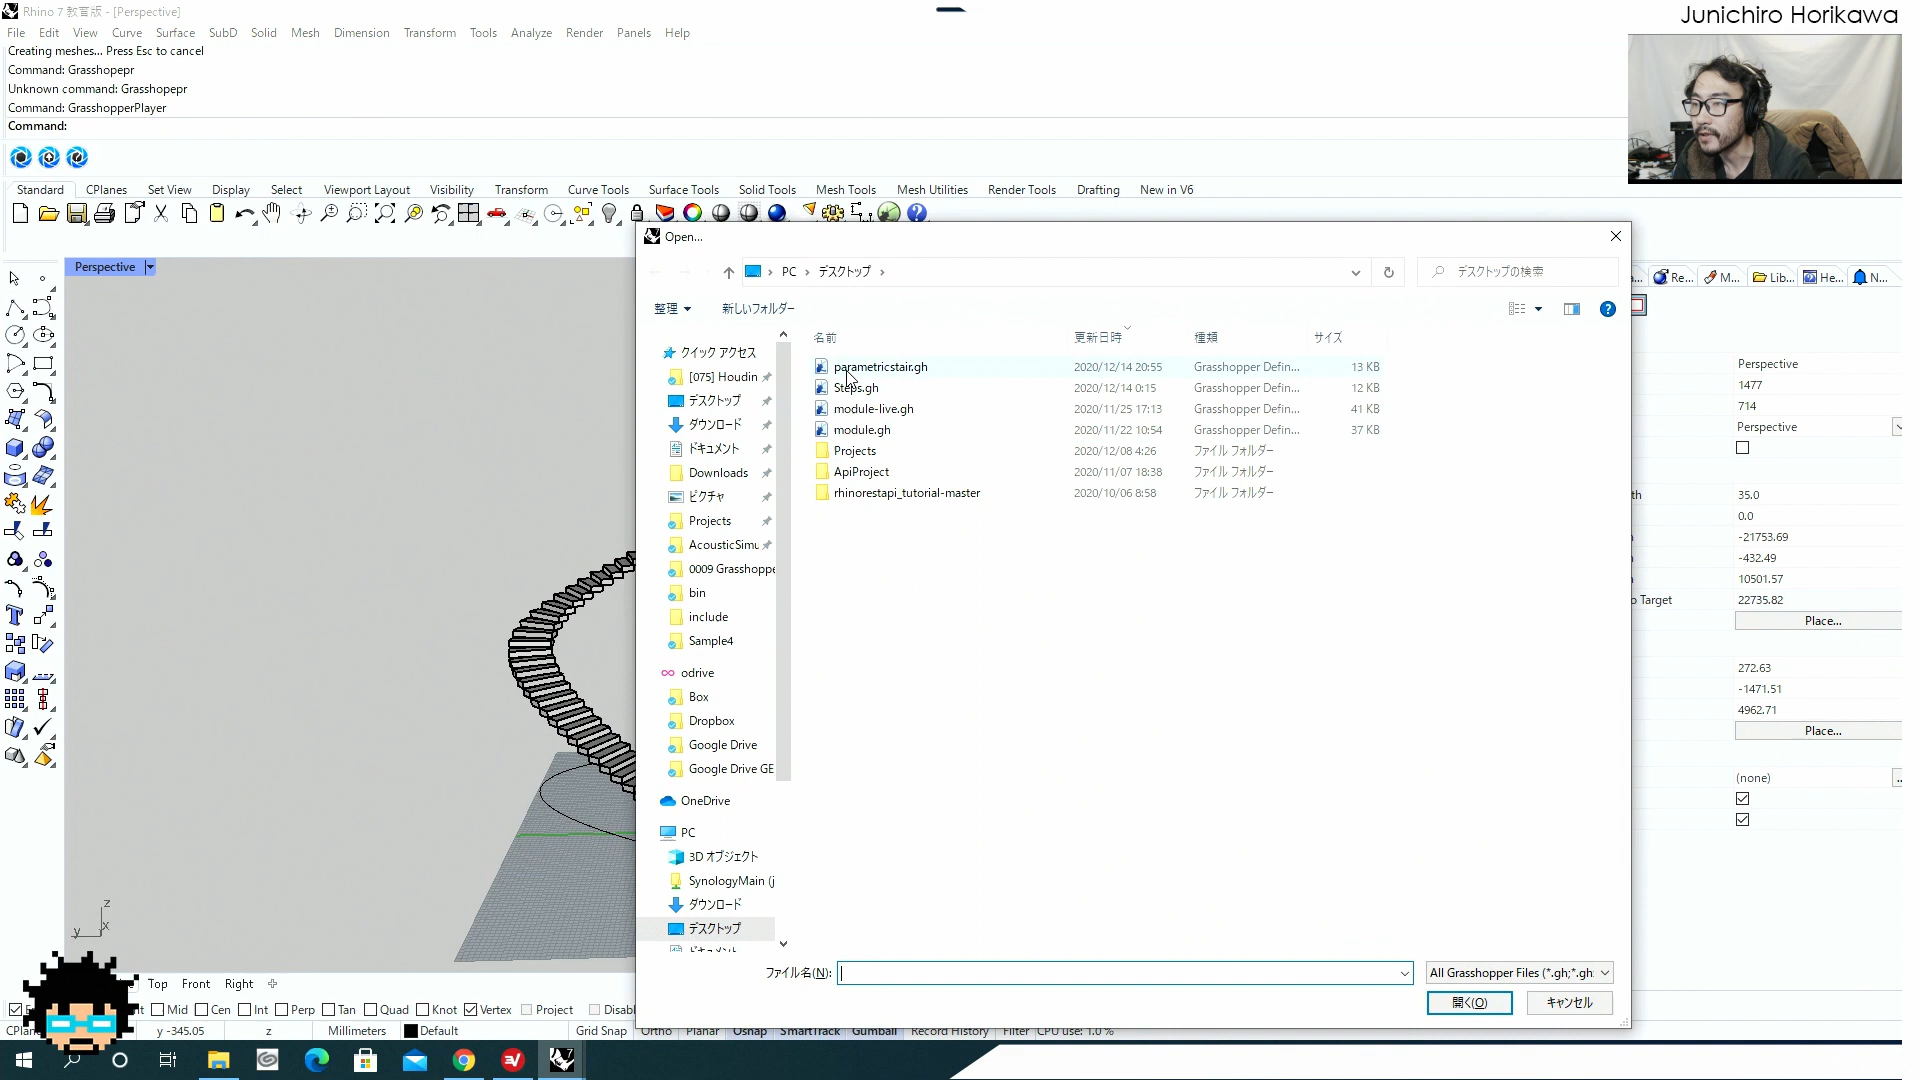 Rhino 7 教育版 - [Perspective]
Junichiro Horikawa
File Edit View Curve Surface SubD Solid Mesh Dimension Transform Tools Analyze Render Panels Help
Creating meshes... Press Esc to cancel
Command: Grasshopepr
Unknown command: Grasshopepr
Command: GrasshopperPlayer
Command:
Standard CPlanes Set View Display Select Viewport Layout Visibility Transform Curve Tools Surface Tools Solid Tools Mesh Tools Mesh Utilities Render Tools Drafting New in V6
Perspective
Open...
PC › デスクトップ ›
デスクトップの検索
整理 新しいフォルダー
名前 更新日時 種類 サイズ
parametricstair.gh 2020/12/14 20:55 Grasshopper Defin... 13 KB
Steps.gh 2020/12/14 0:15 Grasshopper Defin... 12 KB
module-live.gh 2020/11/25 17:13 Grasshopper Defin... 41 KB
module.gh 2020/11/22 10:54 Grasshopper Defin... 37 KB
Projects 2020/12/08 4:26 ファイル フォルダー
ApiProject 2020/11/07 18:38 ファイル フォルダー
rhinorestapi_tutorial-master 2020/10/06 8:58 ファイル フォルダー
クイック アクセス
[075] Houdin
デスクトップ
ダウンロード
ドキュメント
Downloads
ピクチャ
Projects
AcousticSimu
0009 Grasshoppe
bin
include
Sample4
odrive
Box
Dropbox
Google Drive
Google Drive GE
OneDrive
PC
3D オブジェクト
SynologyMain (j
ダウンロード
デスクトップ
ドキュメント
ファイル名(N):
All Grasshopper Files (*.gh;*.gh
開く(O) キャンセル
Re... M... Lib... He... N...
Perspective
1477
714
Perspective
th 35.0
0.0
-21753.69
-432.49
10501.57
o Target 22735.82
Place...
272.63
-1471.51
4962.71
Place...
(none)
z
y x
Top Front Right
Mid Cen Int Perp Tan Quad Knot Vertex Project Disabl
CPlan y -345.05 z Millimeters Default Grid Snap Ortho Planar Osnap SmartTrack Gumball Record History Filter CPU use: 1.0 %